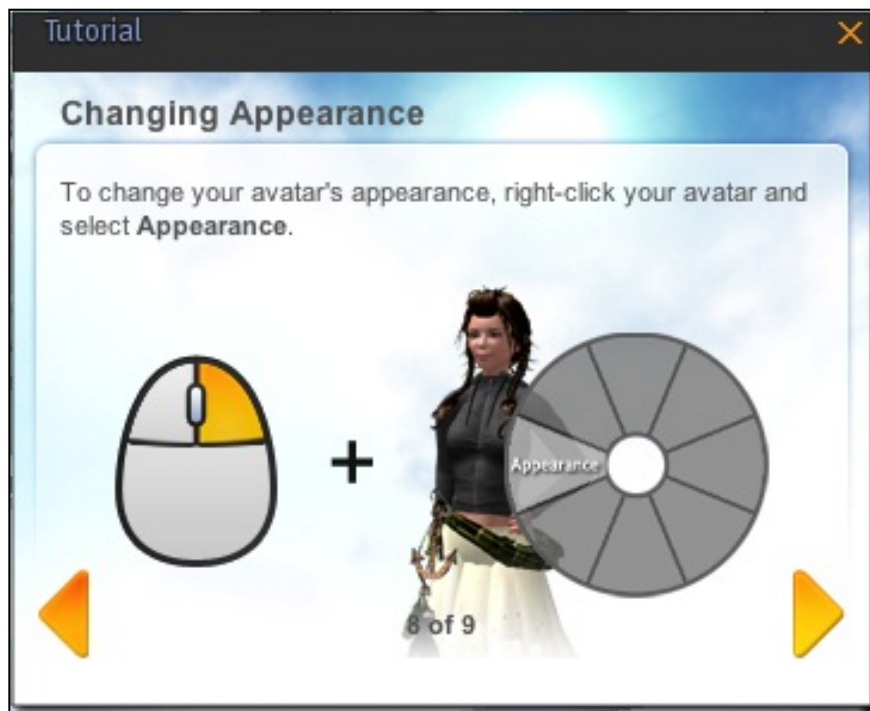 Tutorial
Changing Appearance
To change your avatar's appearance, right-click your avatar and
select Appearance.
Appearance
8 of 9